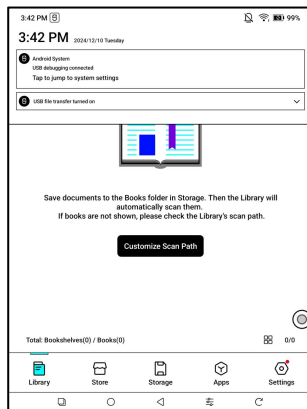 3:42 PM
99%
3:42 PM 2024/12/10 Tuesday
Android System
USB debugging connected
Tap to jump to system settings
USB file transfer turned on
Save documents to the Books folder in Storage. Then the Library will
automatically scan them.
If books are not shown, please check the Library's scan path.
Customize Scan Path
Total: Bookshelves(0) / Books(0)
0/0
Library
Store
Storage
Apps
Settings